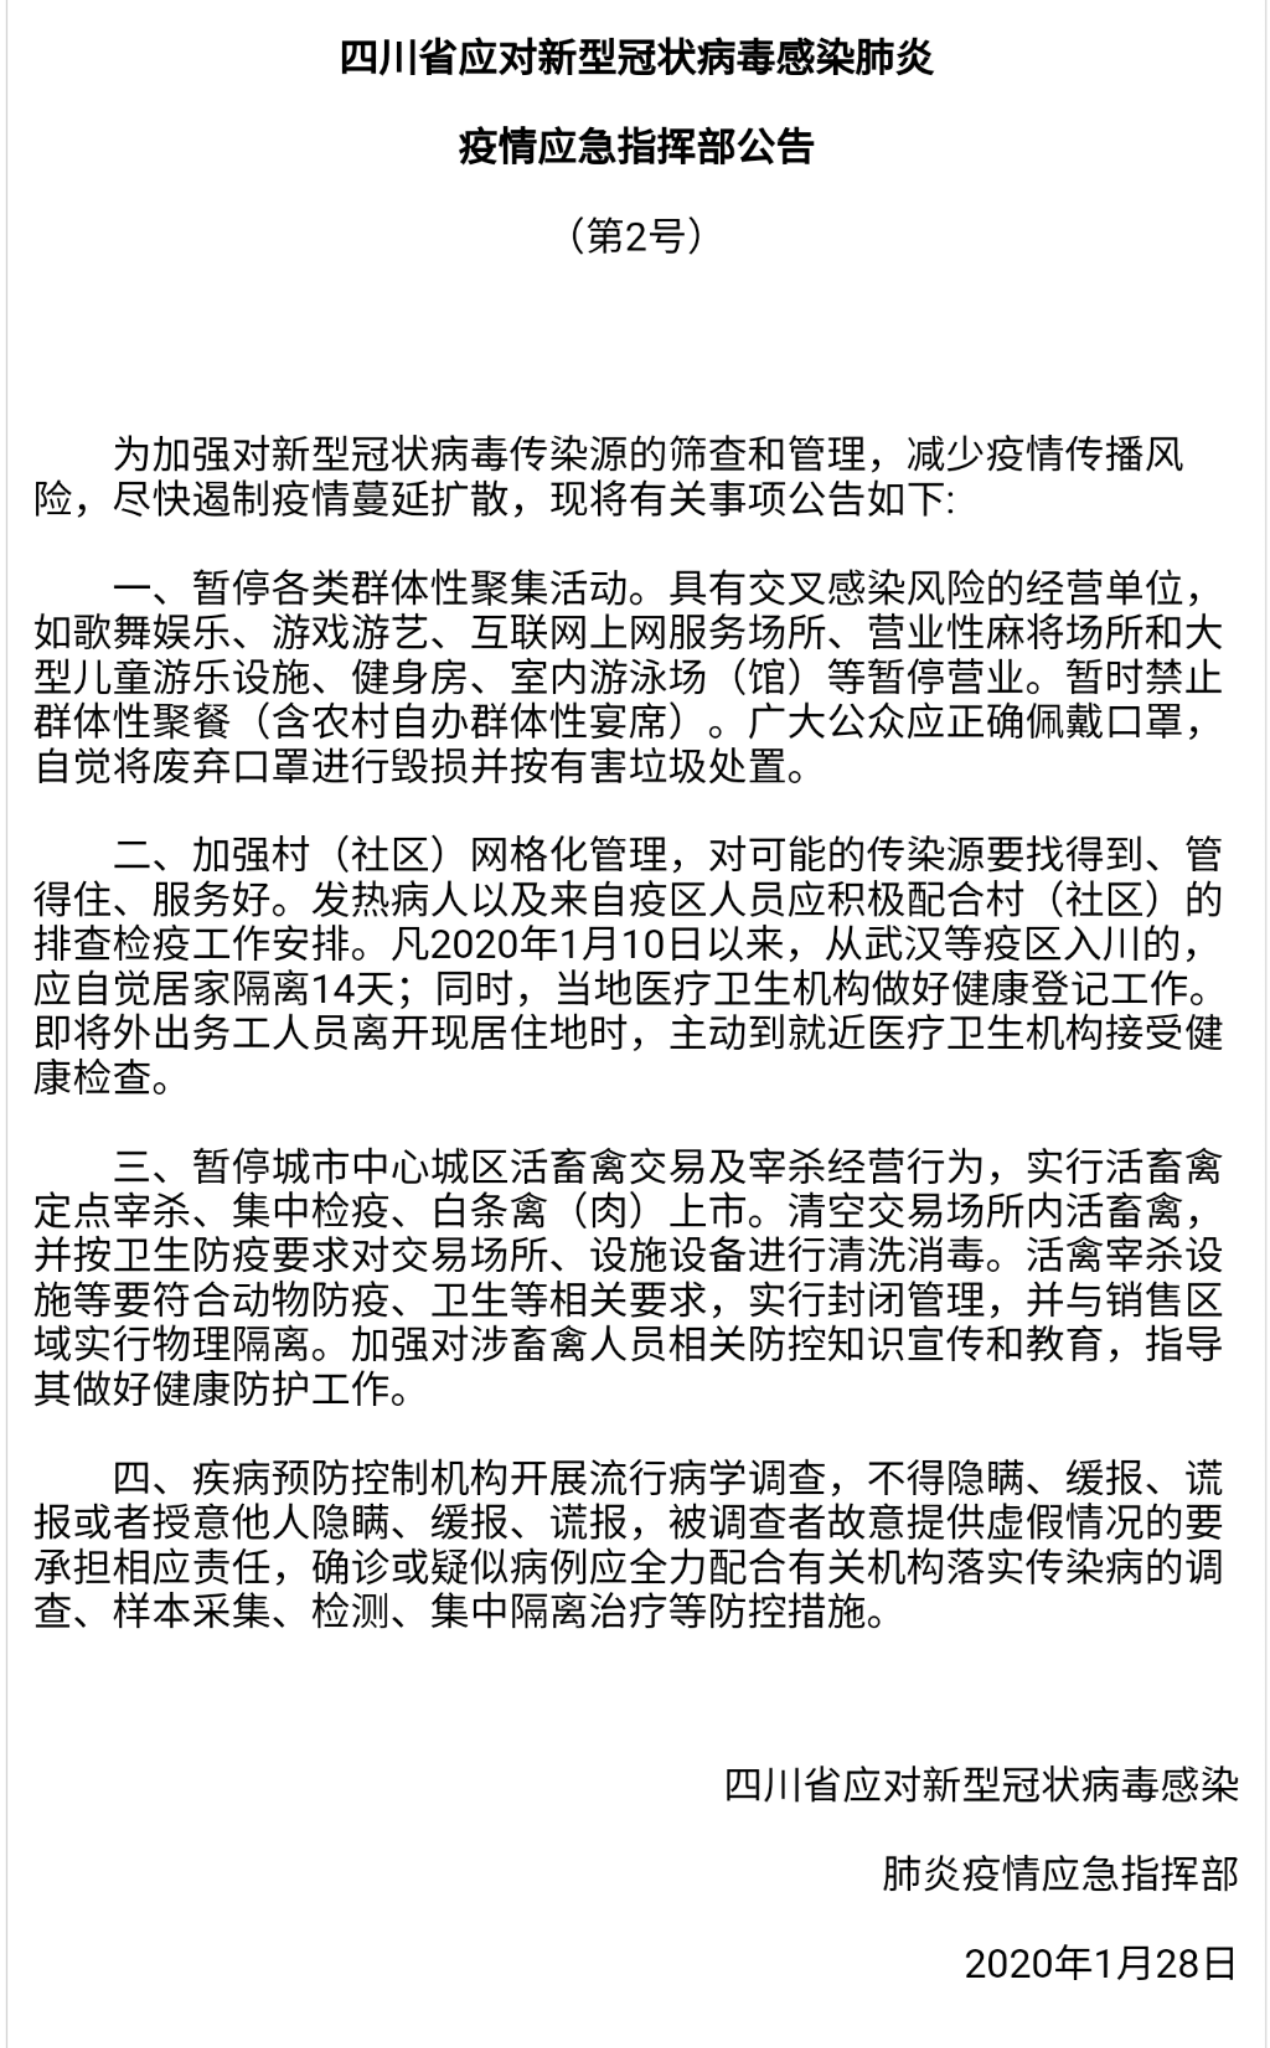 四川省应对新型冠状病毒感染肺炎
疫情应急指挥部公告
（第2号）
为加强对新型冠状病毒传染源的筛查和管理，减少疫情传播风
险，尽快遏制疫情蔓延扩散，现将有关事项公告如下:
一、暂停各类群体性聚集活动。具有交叉感染风险的经营单位，
如歌舞娱乐、游戏游艺、互联网上网服务场所、营业性麻将场所和大
型儿童游乐设施、健身房、室内游泳场（馆）等暂停营业。暂时禁止
群体性聚餐（含农村自办群体性宴席）。广大公众应正确佩戴口罩，
自觉将废弃口罩进行毁损并按有害垃圾处置。
二、加强村（社区）网格化管理，对可能的传染源要找得到、管
得住、服务好。发热病人以及来自疫区人员应积极配合村（社区）的
排查检疫工作安排。凡2020年1月10日以来，从武汉等疫区入川的，
应自觉居家隔离14天；同时，当地医疗卫生机构做好健康登记工作。
即将外出务工人员离开现居住地时，主动到就近医疗卫生机构接受健
康检查。
三、暂停城市中心城区活畜禽交易及宰杀经营行为，实行活畜禽
定点宰杀、集中检疫、白条禽（肉）上市。清空交易场所内活畜禽，
并按卫生防疫要求对交易场所、设施设备进行清洗消毒。活禽宰杀设
施等要符合动物防疫、卫生等相关要求，实行封闭管理，并与销售区
域实行物理隔离。加强对涉畜禽人员相关防控知识宣传和教育，指导
其做好健康防护工作。
四、疾病预防控制机构开展流行病学调查，不得隐瞒、缓报、谎
报或者授意他人隐瞒、缓报、谎报，被调查者故意提供虚假情况的要
承担相应责任，确诊或疑似病例应全力配合有关机构落实传染病的调
查、样本采集、检测、集中隔离治疗等防控措施。
四川省应对新型冠状病毒感染
肺炎疫情应急指挥部
2020年1月28日